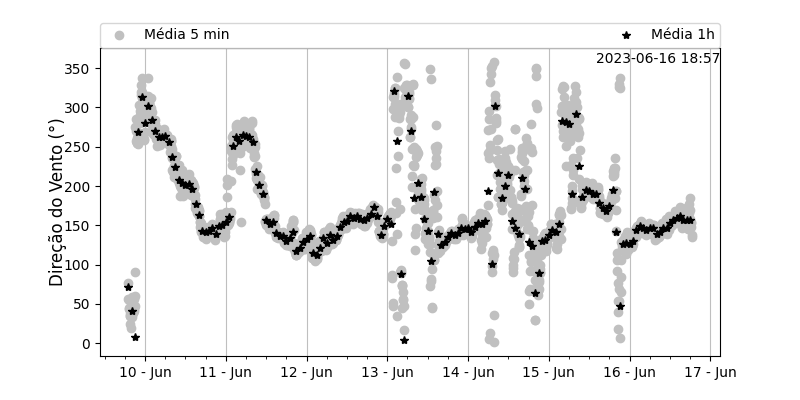 Média 5 min
Média 1h
2023-06-16 18:57
Direção do Vento (°)
350
300
250
200
150
100
50
0
10 - Jun
11 - Jun
12 - Jun
13 - Jun
14 - Jun
15 - Jun
16 - Jun
17 - Jun